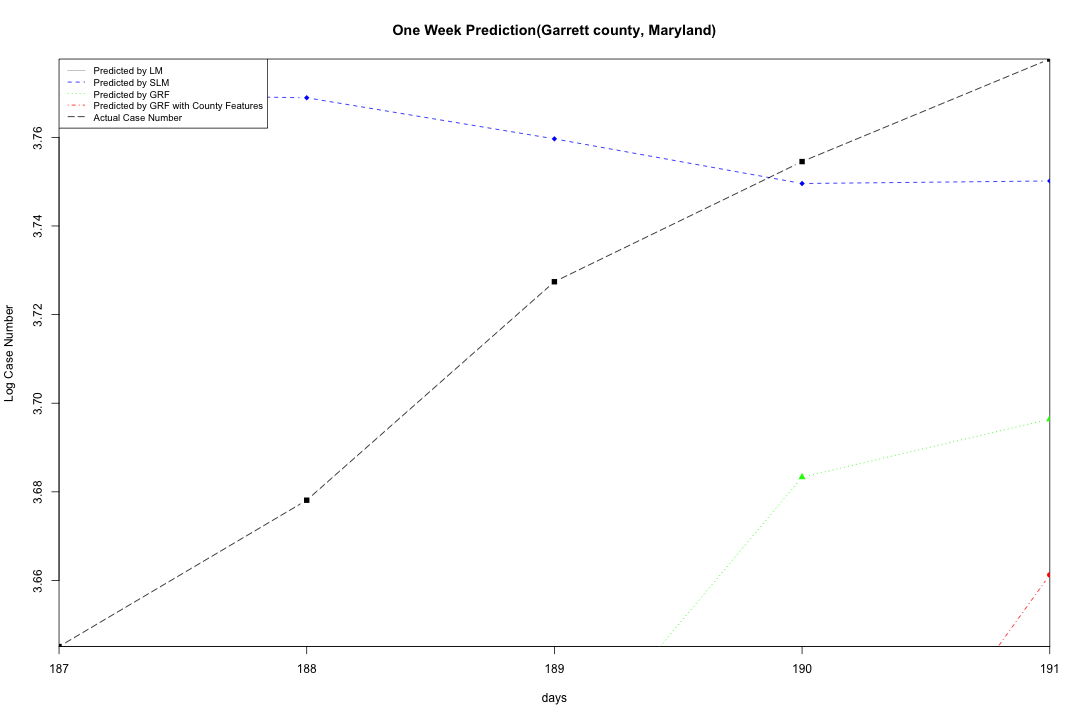 One Week Prediction(Garrett county, Maryland)
Predicted by LM
Predicted by SLM
Predicted by GRF
Predicted by GRF with County Features
Actual Case Number
3.76
3.74
3.72
3.70
3.68
3.66
Log Case Number
187 188 189 190 191
days